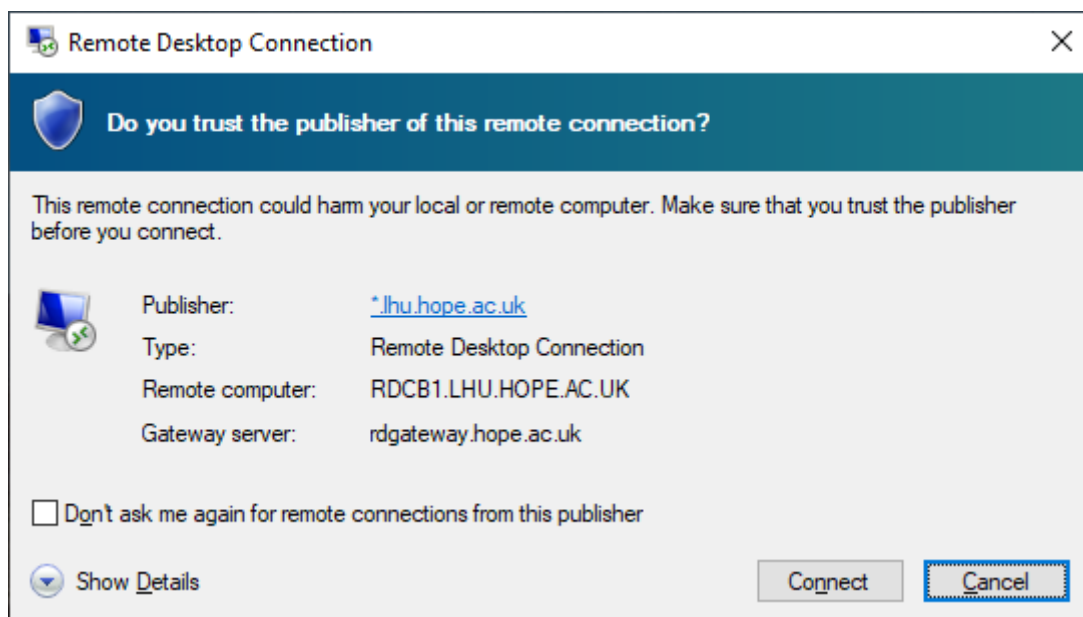 Remote Desktop Connection
Do you trust the publisher of this remote connection?
This remote connection could harm your local or remote computer. Make sure that you trust the publisher
before you connect.
Publisher: *.lhu.hope.ac.uk
Type: Remote Desktop Connection
Remote computer: RDCB1.LHU.HOPE.AC.UK
Gateway server: rdgateway.hope.ac.uk
Don't ask me again for remote connections from this publisher
Show Details Connect Cancel